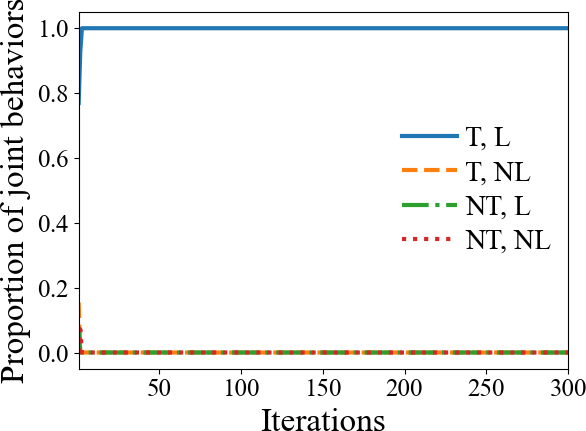 Proportion of joint behaviors
1.0
0.8
0.6
0.4
0.2
0.0
T, L
T, NL
NT, L
NT, NL
50 100 150 200 250 300
Iterations